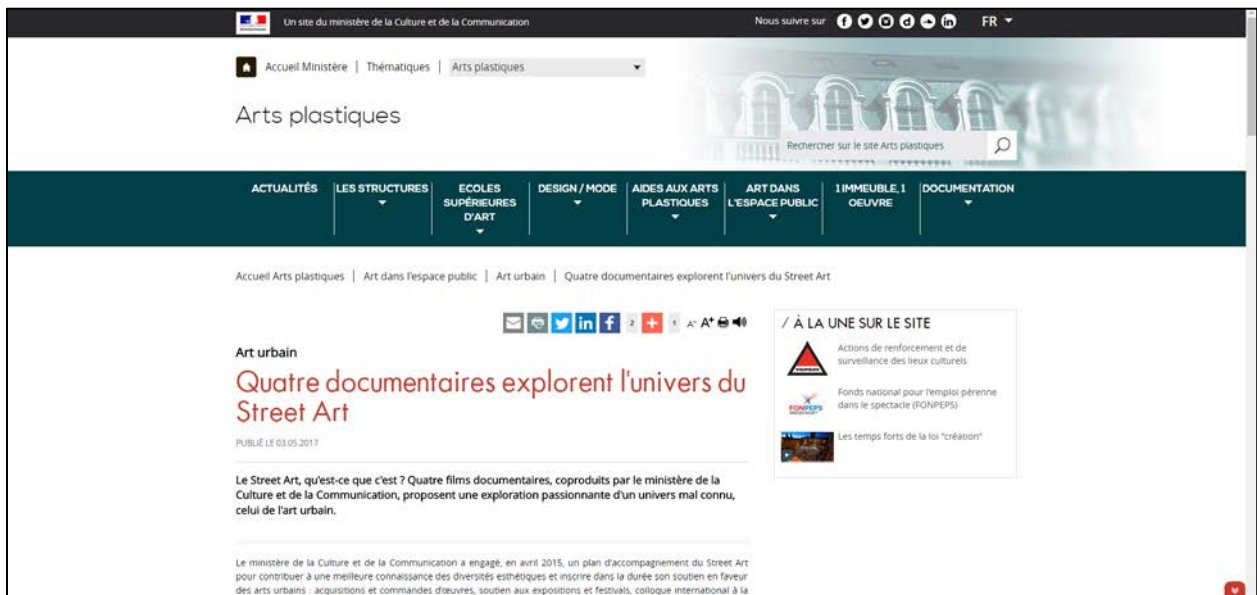 Un site du ministère de la Culture et de la Communication
Nous suivre sur
FR
Accueil Ministère | Thématiques | Arts plastiques
Arts plastiques
Rechercher sur le site Arts plastiques
ACTUALITÉS
LES STRUCTURES
ECOLES SUPÉRIEURES D'ART
DESIGN / MODE
AIDES AUX ARTS PLASTIQUES
ART DANS L'ESPACE PUBLIC
1 IMMEUBLE, 1 OEUVRE
DOCUMENTATION
Accueil Arts plastiques | Art dans l'espace public | Art urbain | Quatre documentaires explorent l'univers du Street Art
2 1 A- A+
Art urbain
Quatre documentaires explorent l'univers du
Street Art
PUBLIÉ LE 03.05.2017
Le Street Art, qu'est-ce que c'est ? Quatre films documentaires, coproduits par le ministère de la
Culture et de la Communication, proposent une exploration passionnante d'un univers mal connu,
celui de l'art urbain.
Le ministère de la Culture et de la Communication a engagé, en avril 2015, un plan d'accompagnement du Street Art
pour contribuer à une meilleure connaissance des diversités esthétiques et inscrire dans la durée son soutien en faveur
des arts urbains : acquisitions et commandes d'œuvres, soutien aux expositions et festivals, colloque international à la
/ À LA UNE SUR LE SITE
Actions de renforcement et de
surveillance des lieux culturels
FONPEPS
Fonds national pour l'emploi pérenne
dans le spectacle (FONPEPS)
Les temps forts de la loi "création"